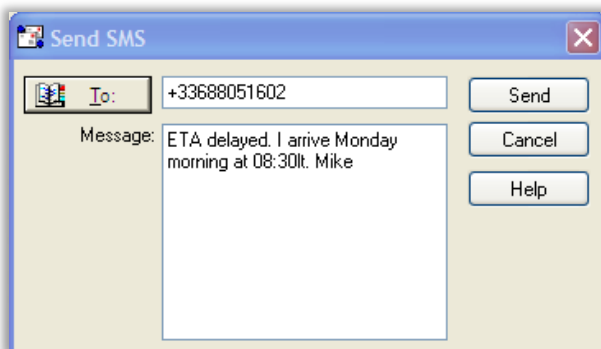 Send SMS
To: +33688051602 Send
Message: ETA delayed. I arrive Monday
morning at 08:30lt. Mike
Cancel
Help